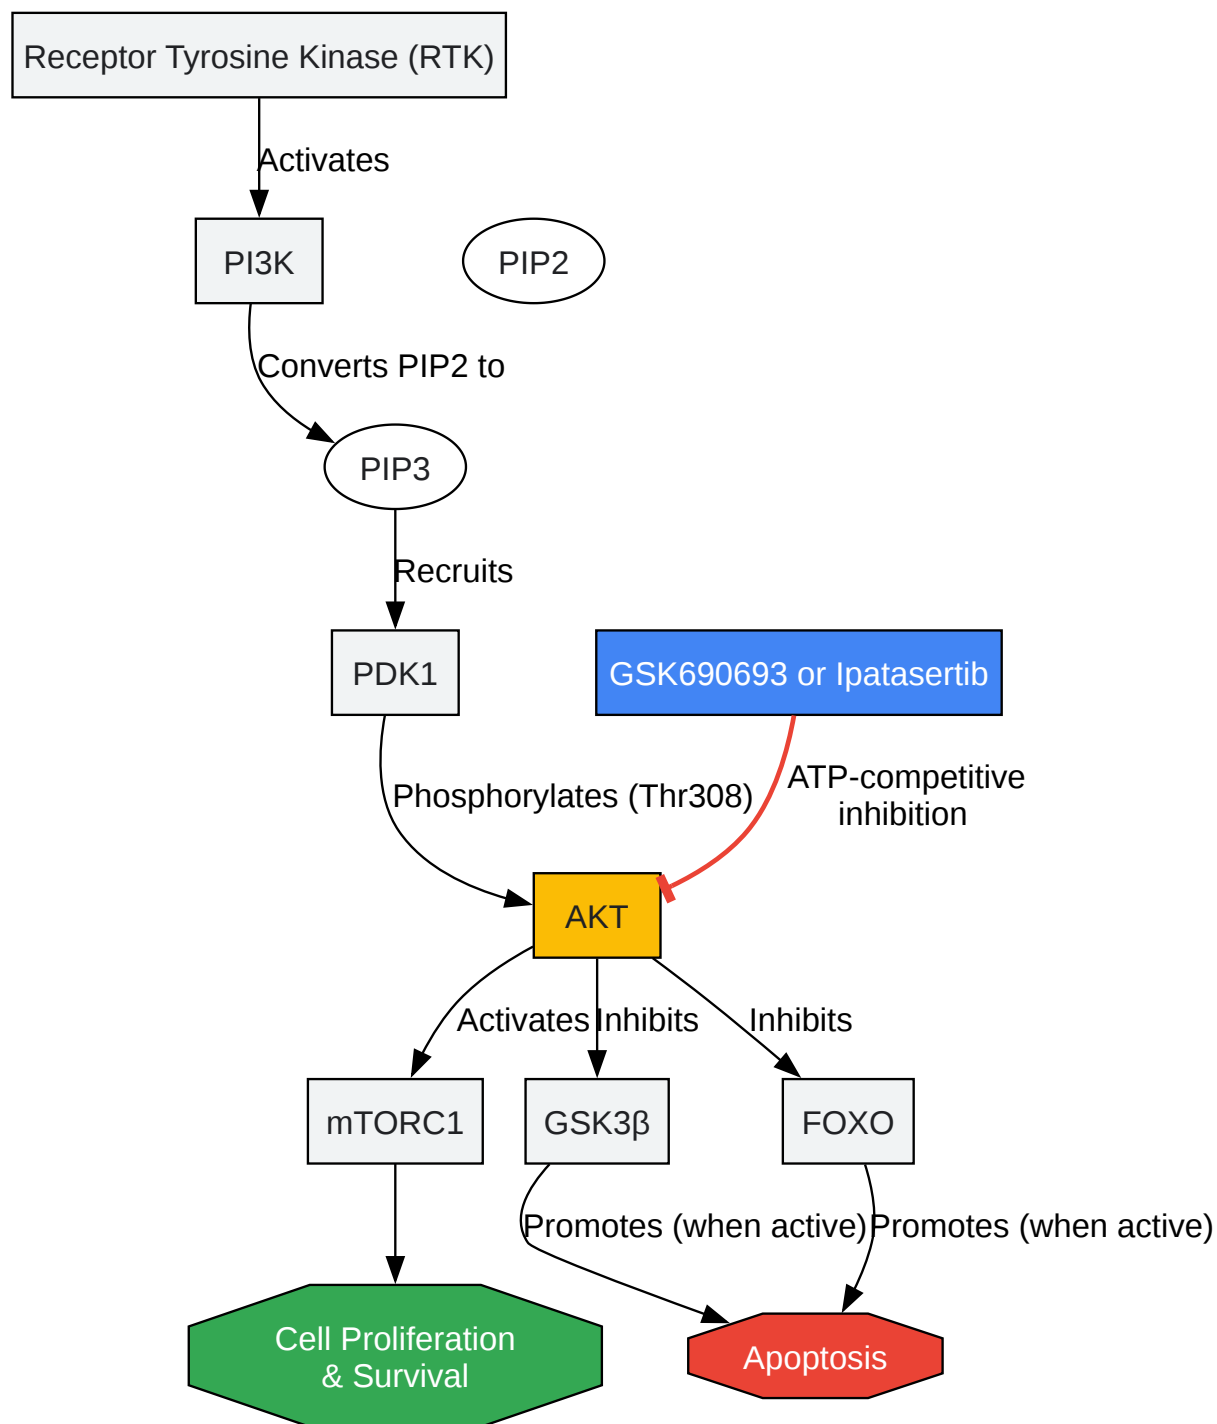 Receptor Tyrosine Kinase (RTK)
Activates
PI3K
PIP2
Converts PIP2 to
PIP3
Recruits
PDK1
GSK690693 or Ipatasertib
Phosphorylates (Thr308)
ATP-competitive
inhibition
AKT
Activates
Inhibits
Inhibits
mTORC1
GSK3β
FOXO
Promotes (when active)
Promotes (when active)
Cell Proliferation
& Survival
Apoptosis